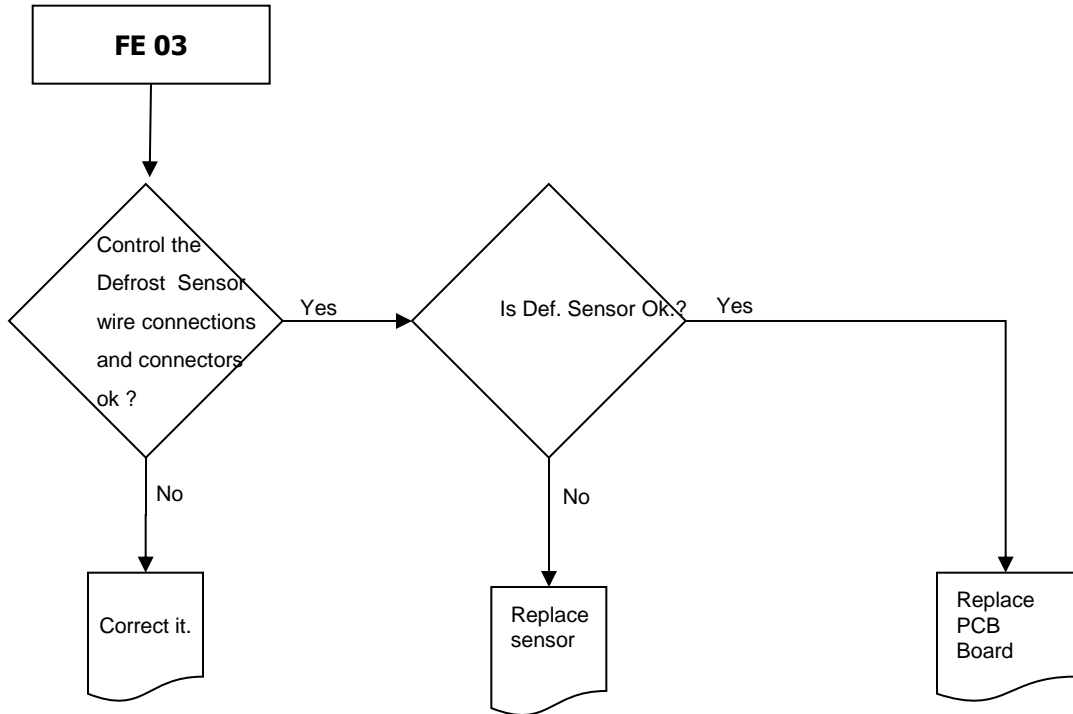 FE 03
Control the
Defrost Sensor
wire connections
and connectors
ok ?
Yes
Is Def. Sensor Ok.?
Yes
No
No
Correct it.
Replace
sensor
Replace
PCB
Board